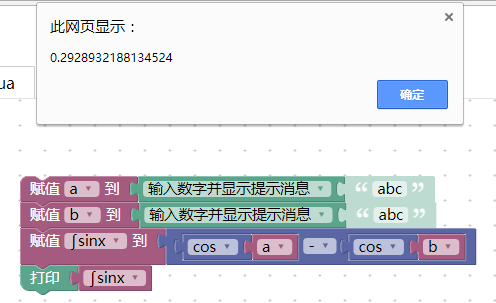 此网页显示：
×
0.2928932188134524
确定
ua
赋值 a 到 输入数字并显示提示消息 “ abc ”
赋值 b 到 输入数字并显示提示消息 “ abc ”
赋值 ∫sinx 到 cos a - cos b
打印 ∫sinx